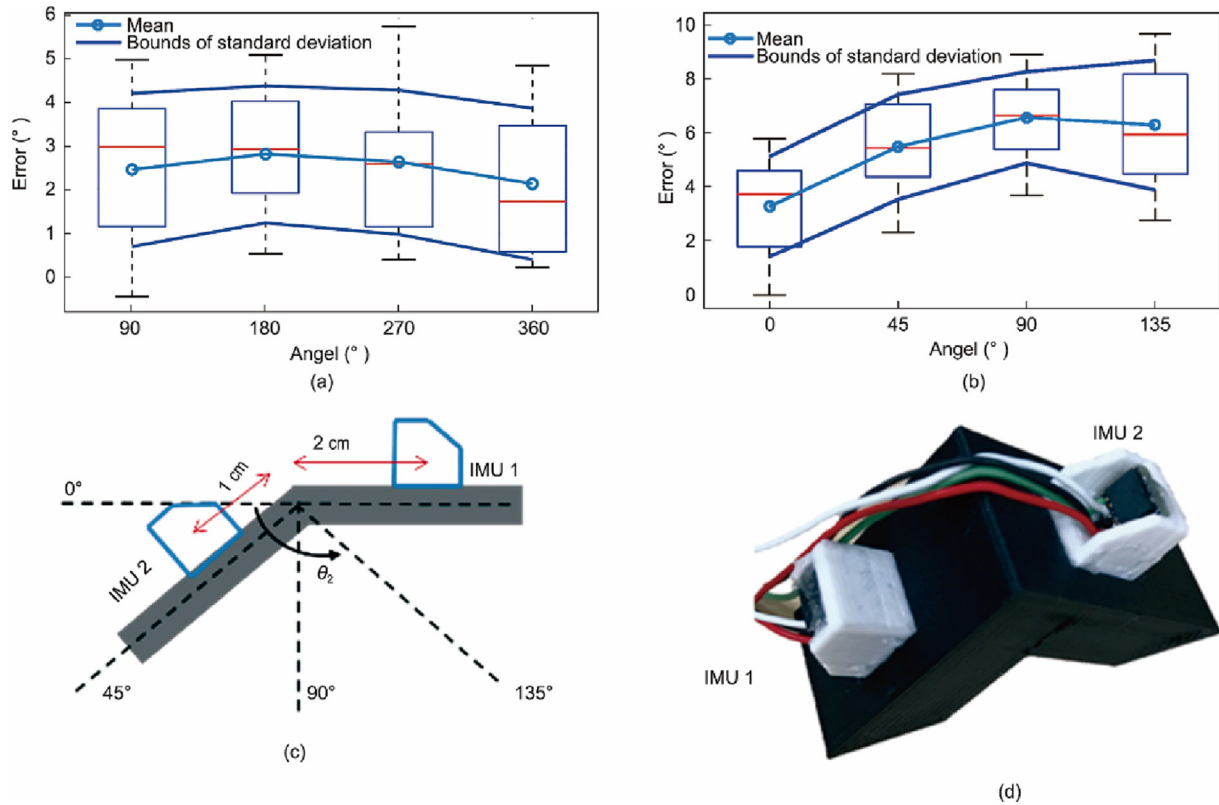 6
5
4
3
2
1
0
Error (°)
Mean
Bounds of standard deviation
90
180
270
360
Angel (°)
(a)
10
8
6
4
2
0
Error (°)
Mean
Bounds of standard deviation
0
45
90
135
Angel (°)
(b)
2 cm
IMU 1
1 cm
0°
IMU 2
θ2
45°
90°
135°
(c)
IMU 2
IMU 1
(d)